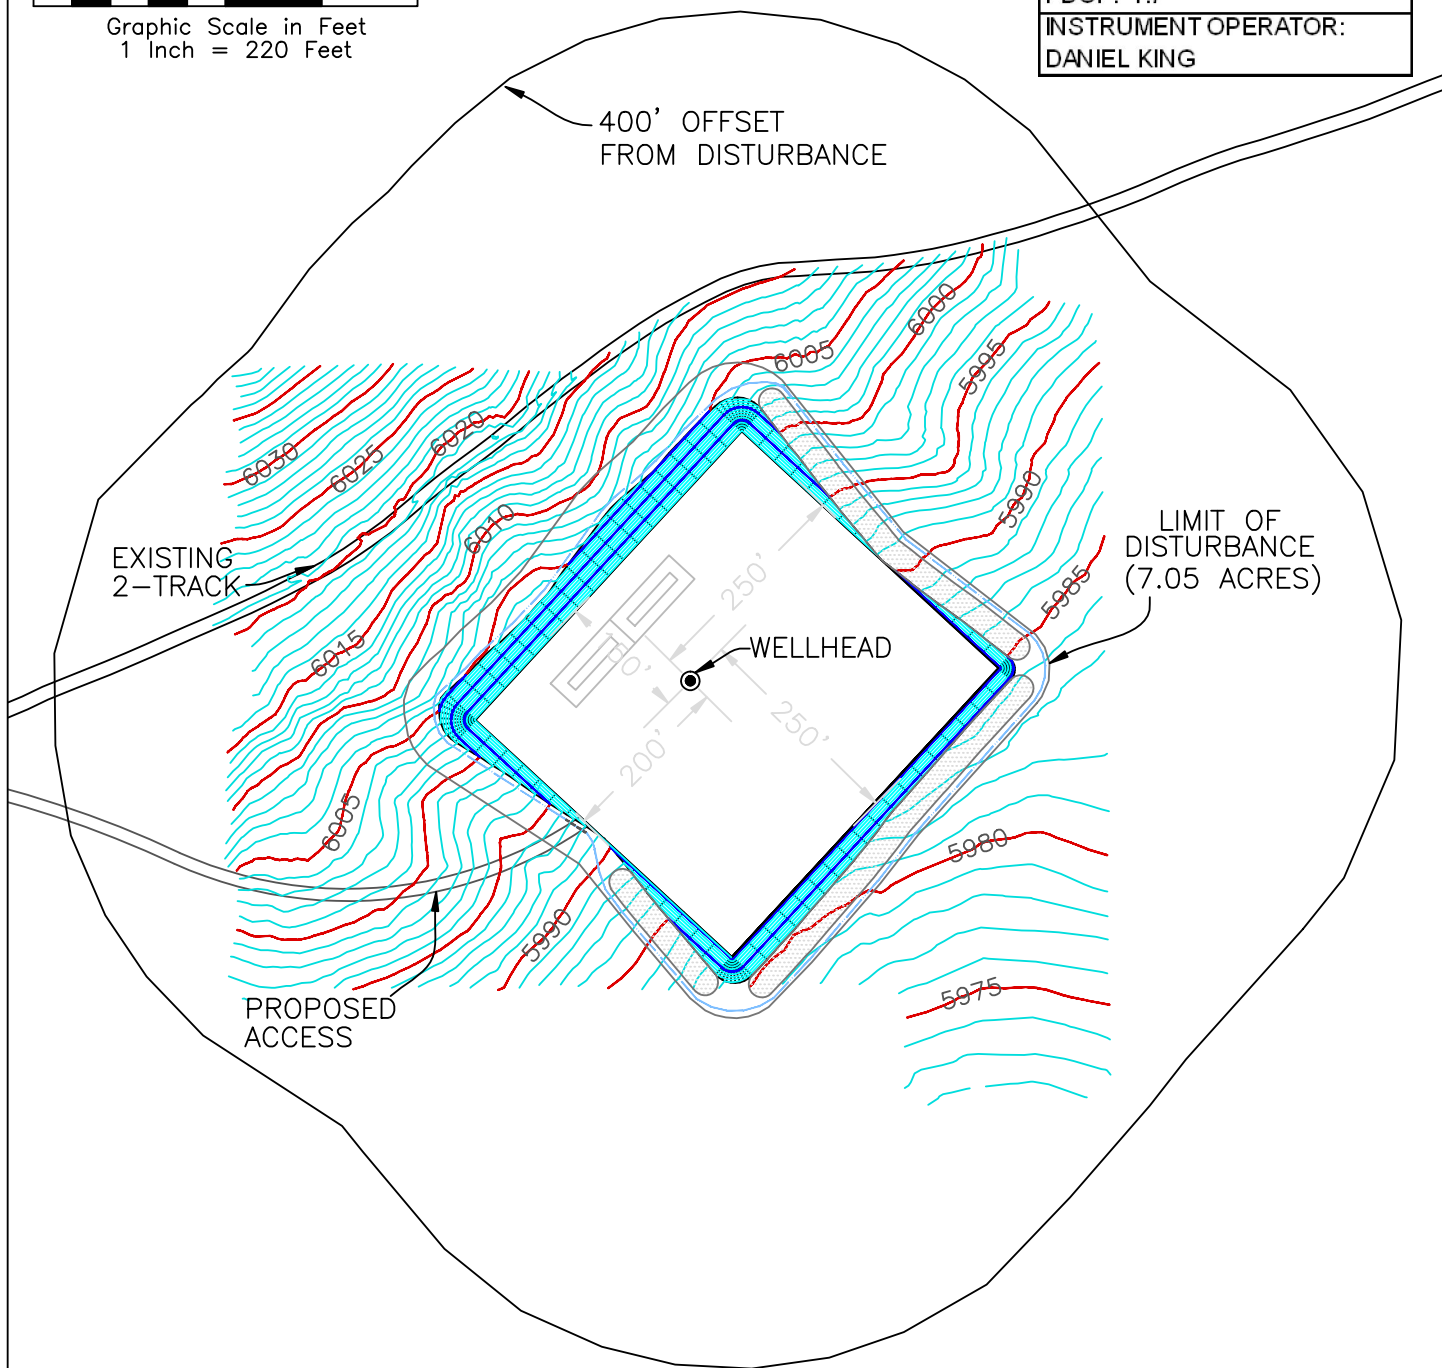 Graphic Scale in Feet
1 Inch = 220 Feet
INSTRUMENT OPERATOR:
DANIEL KING
400' OFFSET
FROM DISTURBANCE
6000
6005
5995
6020
6030
6025
5990
6010
LIMIT OF
DISTURBANCE
(7.05 ACRES)
EXISTING
2-TRACK
250'
5985
6015
WELLHEAD
250'
200'
6005
5980
5990
5975
PROPOSED
ACCESS